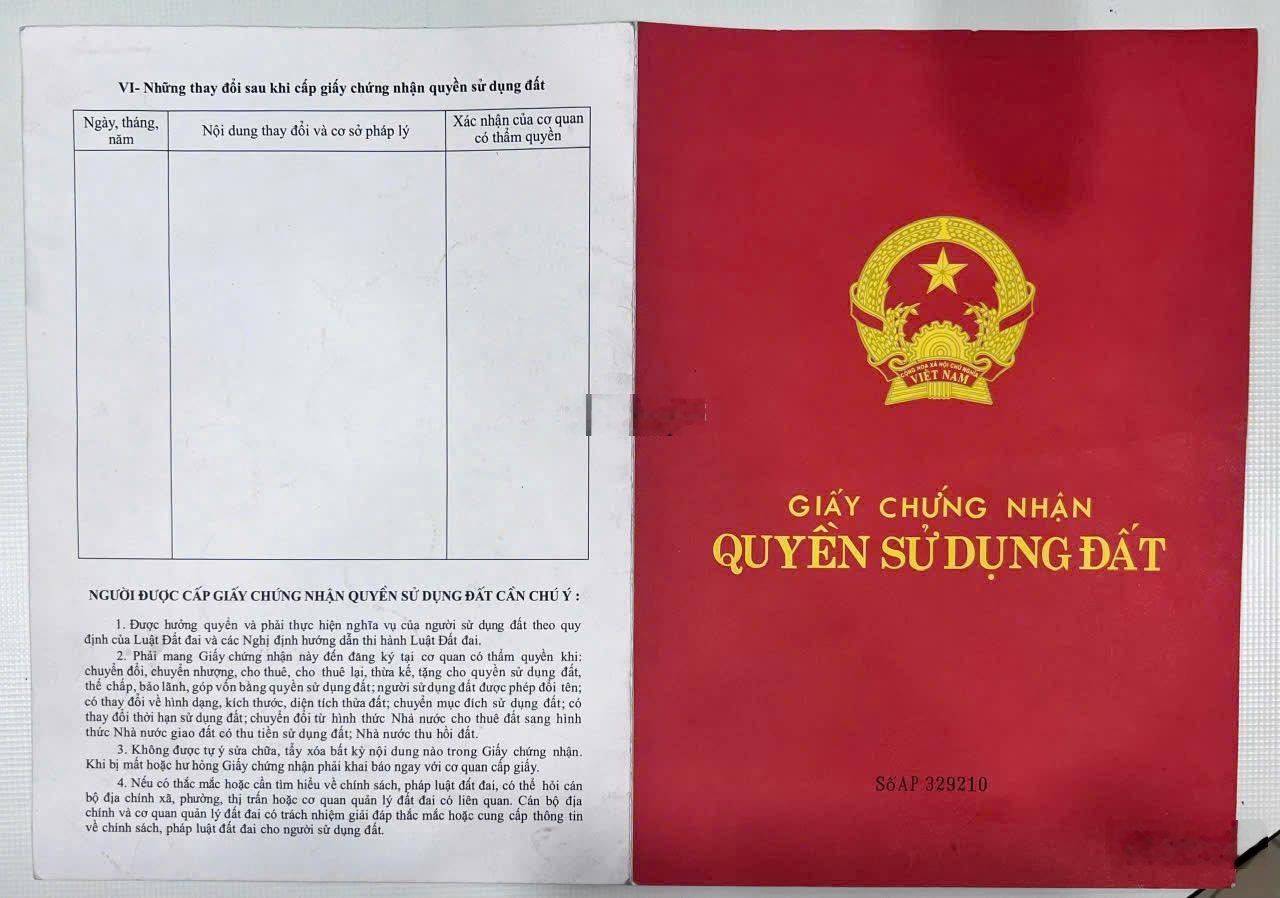 VI- Những thay đổi sau khi cấp giấy chứng nhận quyền sử dụng đất
Ngày, tháng,
năm
Nội dung thay đổi và cơ sở pháp lý
Xác nhận của cơ quan
có thẩm quyền
NGƯỜI ĐƯỢC CẤP GIẤY CHỨNG NHẬN QUYỀN SỬ DỤNG ĐẤT CẦN CHÚ Ý :
1. Được hưởng quyền và phải thực hiện nghĩa vụ của người sử dụng đất theo quy
định của Luật Đất đai và các Nghị định hướng dẫn thi hành Luật Đất đai.
2. Phải mang Giấy chứng nhận này đến đăng ký tại cơ quan có thẩm quyền khi:
chuyển đổi, chuyển nhượng, cho thuê, cho thuê lại, thừa kế, tặng cho quyền sử dụng đất,
thế chấp, bảo lãnh, góp vốn bằng quyền sử dụng đất; người sử dụng đất được phép đổi tên;
có thay đổi về hình dạng, kích thước, diện tích thửa đất; chuyển mục đích sử dụng đất; có
thay đổi thời hạn sử dụng đất; chuyển đổi từ hình thức Nhà nước cho thuê đất sang hình
thức Nhà nước giao đất có thu tiền sử dụng đất; Nhà nước thu hồi đất.
3. Không được tự ý sửa chữa, tẩy xóa bất kỳ nội dung nào trong Giấy chứng nhận.
Khi bị mất hoặc hư hỏng Giấy chứng nhận phải khai báo ngay với cơ quan cấp giấy.
4. Nếu có thắc mắc hoặc cần tìm hiểu về chính sách, pháp luật đất đai, có thể hỏi cán
bộ địa chính xã, phường, thị trấn hoặc cơ quan quản lý đất đai có liên quan. Cán bộ địa
chính và cơ quan quản lý đất đai có trách nhiệm giải đáp thắc mắc hoặc cung cấp thông tin
về chính sách, pháp luật đất đai cho người sử dụng đất.
CỘNG HÒA XÃ HỘI CHỦ NGHĨA
VIỆT NAM
GIẤY CHỨNG NHẬN
QUYỀN SỬ DỤNG ĐẤT
Số AP 329210